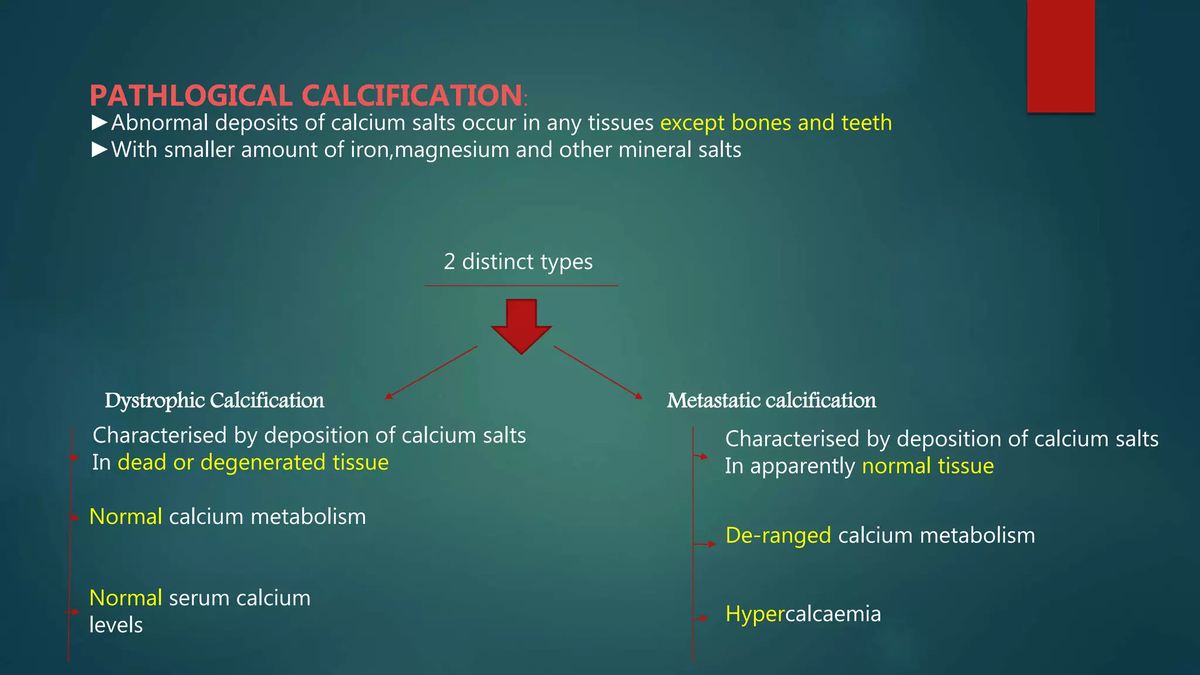 PATHLOGICAL CALCIFICATION:
►Abnormal deposits of calcium salts occur in any tissues except bones and teeth
►With smaller amount of iron,magnesium and other mineral salts
2 distinct types
Dystrophic Calcification
Characterised by deposition of calcium salts
In dead or degenerated tissue
Normal calcium metabolism
Normal serum calcium
levels
Metastatic calcification
Characterised by deposition of calcium salts
In apparently normal tissue
De-ranged calcium metabolism
Hypercalcaemia